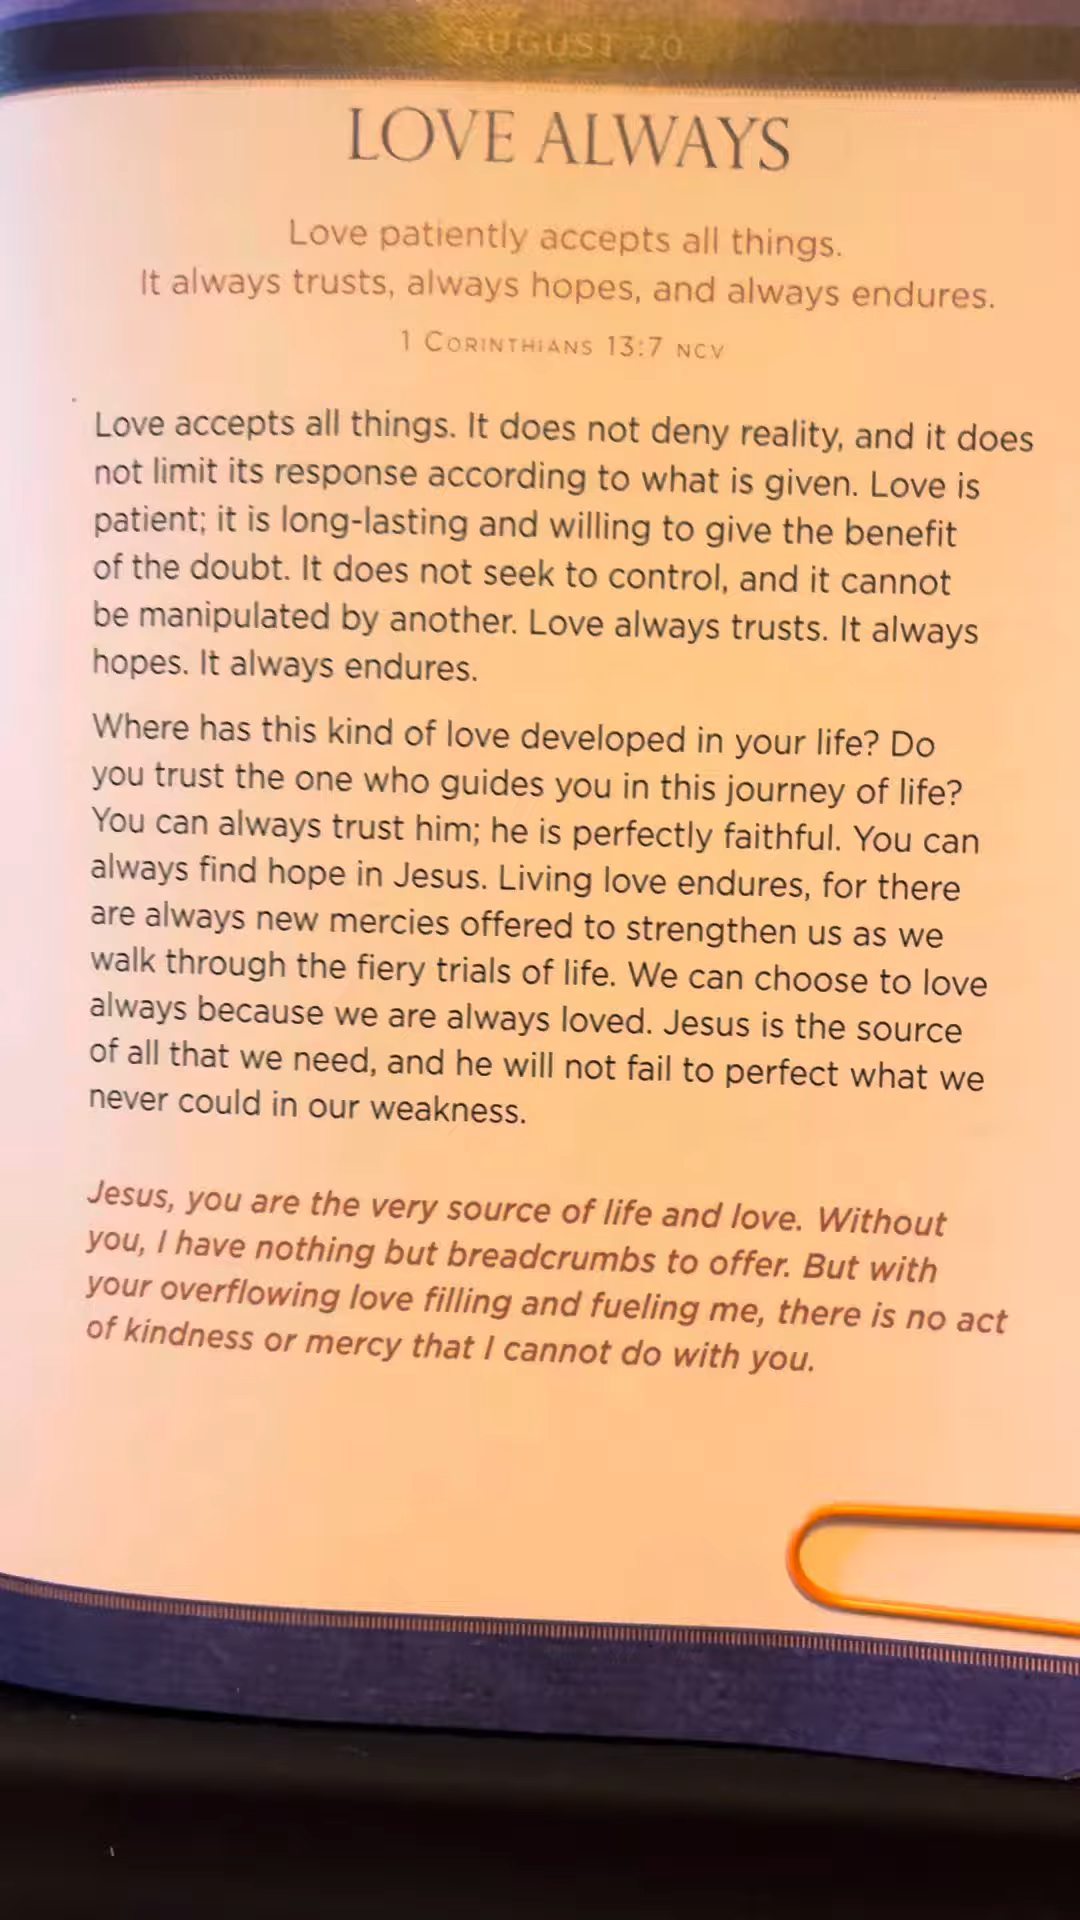 AUGUST 20
LOVE ALWAYS
Love patiently accepts all things.
It always trusts, always hopes, and always endures.
1 CORINTHIANS 13:7 NCV
Love accepts all things. It does not deny reality, and it does
not limit its response according to what is given. Love is
patient; it is long-lasting and willing to give the benefit
of the doubt. It does not seek to control, and it cannot
be manipulated by another. Love always trusts. It always
hopes. It always endures.
Where has this kind of love developed in your life? Do
you trust the one who guides you in this journey of life?
You can always trust him; he is perfectly faithful. You can
always find hope in Jesus. Living love endures, for there
are always new mercies offered to strengthen us as we
walk through the fiery trials of life. We can choose to love
always because we are always loved. Jesus is the source
of all that we need, and he will not fail to perfect what we
never could in our weakness.
Jesus, you are the very source of life and love. Without
you, I have nothing but breadcrumbs to offer. But with
your overflowing love filling and fueling me, there is no act
of kindness or mercy that I cannot do with you.